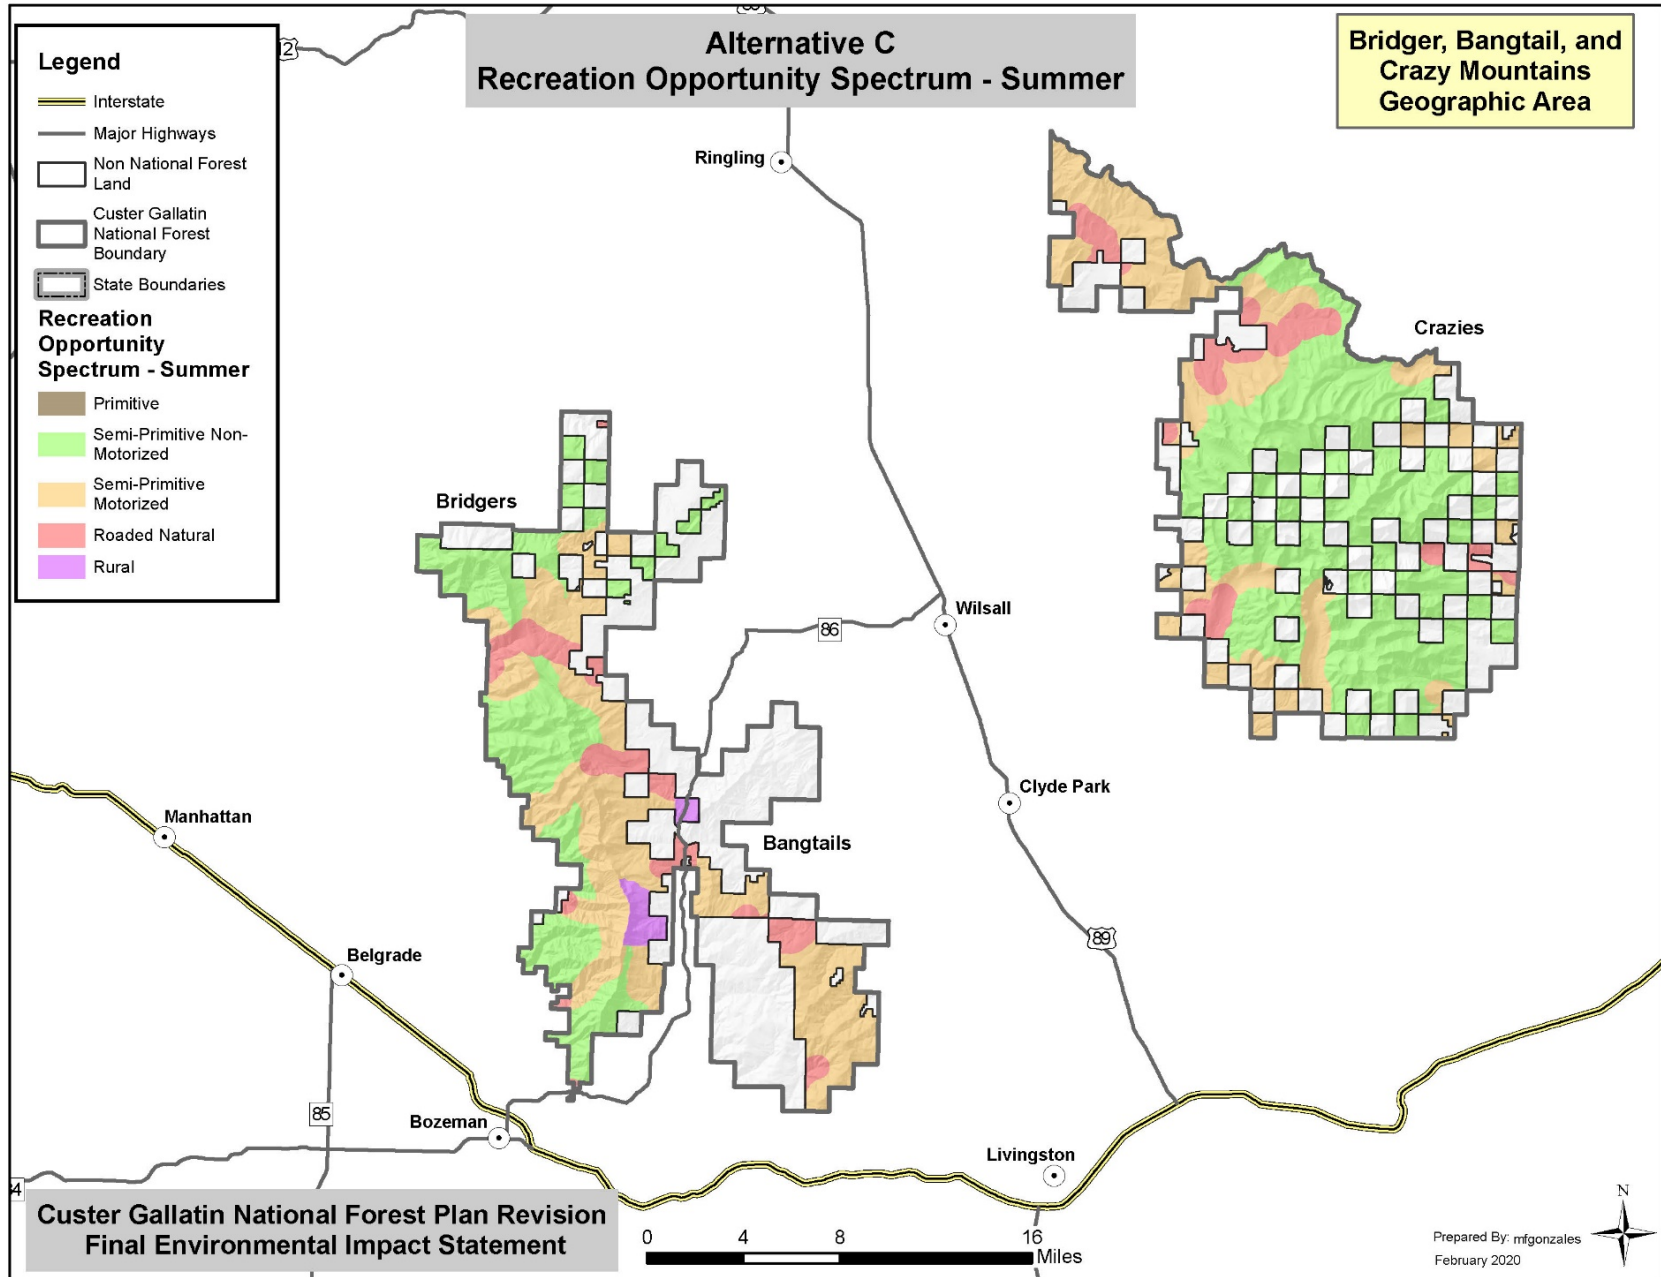 Alternative C
Recreation Opportunity Spectrum - Summer
Bridger, Bangtail, and
Crazy Mountains
Geographic Area
Legend
Interstate
Major Highways
Non National Forest
Land
Custer Gallatin
National Forest
Boundary
State Boundaries
Recreation
Opportunity
Spectrum - Summer
Primitive
Semi-Primitive Non-
Motorized
Semi-Primitive
Motorized
Roaded Natural
Rural
Ringling
Crazies
Bridgers
Wilsall
86
Clyde Park
Manhattan
Bangtails
89
Belgrade
85
Bozeman
Livingston
Custer Gallatin National Forest Plan Revision
Final Environmental Impact Statement
0 4 8 16
Miles
N
Prepared By: mfgonzales
February 2020